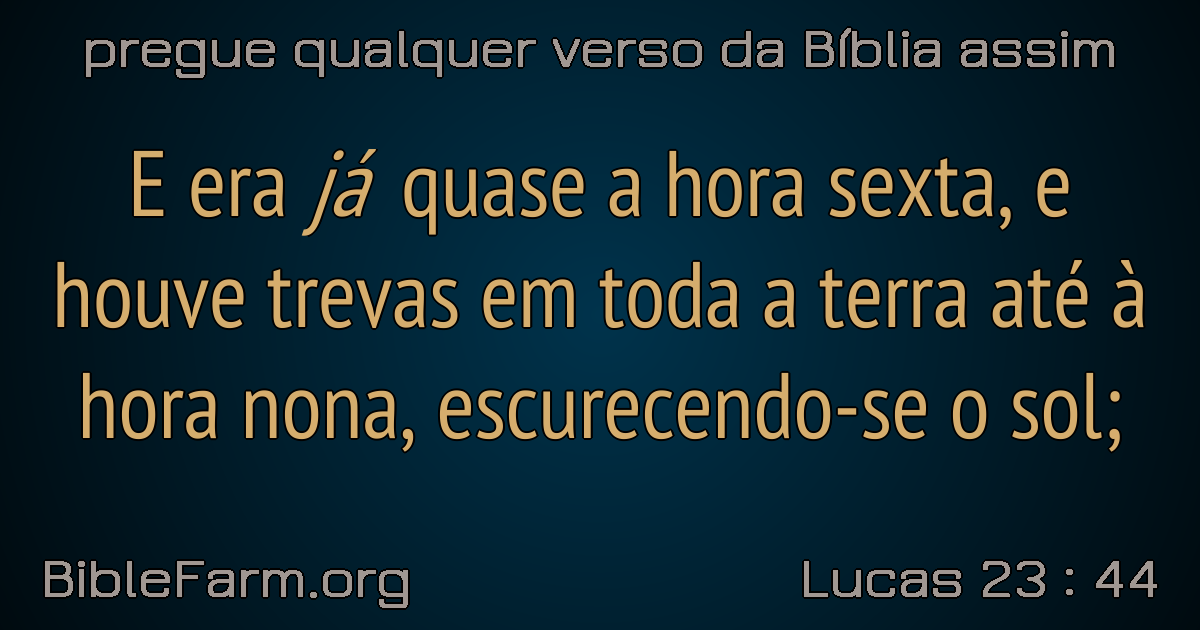 pregue qualquer verso da Bíblia assim
E era já quase a hora sexta, e
houve trevas em toda a terra até à
hora nona, escurecendo-se o sol;
BibleFarm.org
Lucas 23 : 44